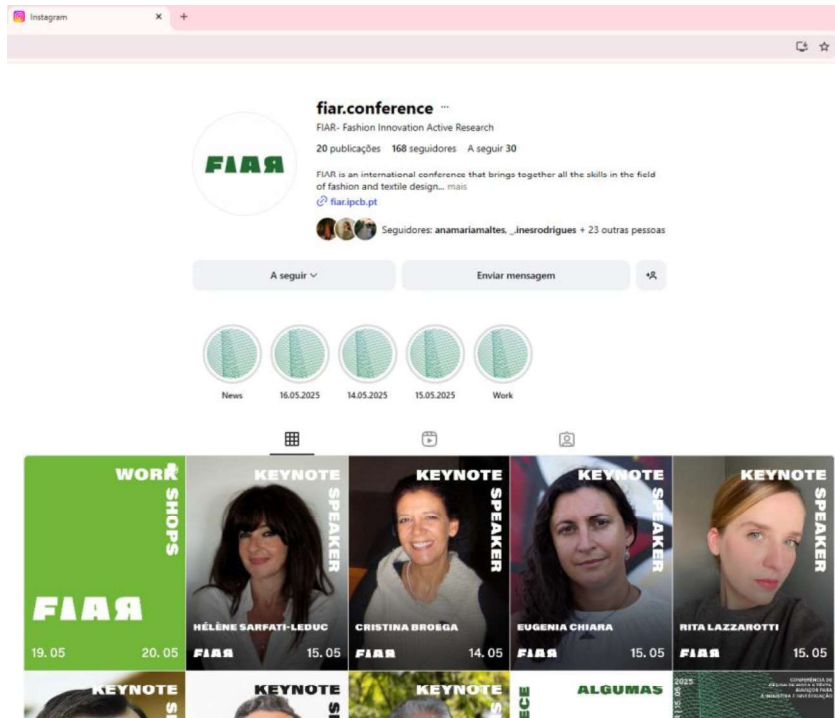 Instagram
fiar.conference ...
FIAR- Fashion Innovation Active Research
20 publicações 168 seguidores A seguir 30
FIAR is an international conference that brings together all the skills in the field
of fashion and textile design... mais
fiar.ipcb.pt
Seguidores: anamariamaltes, _.inesrodrigues + 23 outras pessoas
A seguir
Enviar mensagem
News
16.05.2025
14.05.2025
15.05.2025
Work
WORK
SHOPS
FIAR
19. 05
20. 05
KEYNOTE
SPEAKER
HÉLÈNE SARFATI-LEDUC
FIAR
15. 05
KEYNOTE
SPEAKER
CRISTINA BROEGA
FIAR
14. 05
KEYNOTE
SPEAKER
EUGENIA CHIARA
FIAR
15. 05
KEYNOTE
SPEAKER
RITA LAZZAROTTI
FIAR
15. 05
KEYNOTE
KEYNOTE
KEYNOTE
ALGUMAS
2025
CONFERÊNCIA DE